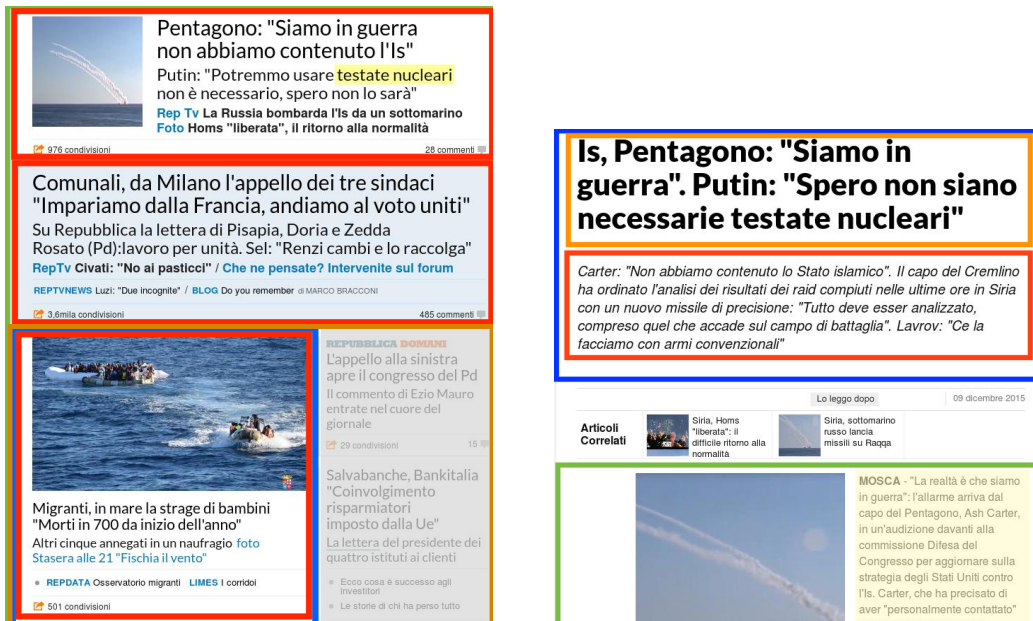 Pentagono: "Siamo in guerra
non abbiamo contenuto l'Is"
Putin: "Potremmo usare testate nucleari
non è necessario, spero non lo sarà"
Rep Tv La Russia bombarda l'Is da un sottomarino
Foto Homs "liberata", il ritorno alla normalità
976 condivisioni
28 commenti
Comunali, da Milano l'appello dei tre sindaci
"Impariamo dalla Francia, andiamo al voto uniti"
Su Repubblica la lettera di Pisapia, Doria e Zedda
Rosato (Pd):lavoro per unità. Sel: "Renzi cambi e lo raccolga"
RepTv Civati: "No ai pasticci" / Che ne pensate? Intervenite sul forum
REPTVNEWS Luzi: "Due incognite" / BLOG Do you remember di MARCO BRACCONI
3,6mila condivisioni
485 commenti
Migranti, in mare la strage di bambini
"Morti in 700 da inizio dell'anno"
Altri cinque annegati in un naufragio foto
Stasera alle 21 "Fischia il vento"
REPDATA Osservatorio migranti LIMES I corridoi
501 condivisioni
REPUBBLICA DOMANI
L'appello alla sinistra
apre il congresso del Pd
Il commento di Ezio Mauro
entrate nel cuore del
giornale
29 condivisioni
15
Salvabanche, Bankitalia
"Coinvolgimento
risparmiatori
imposto dalla Ue"
La lettera del presidente dei
quattro istituti ai clienti
Ecco cosa è successo agli
investitori
Le storie di chi ha perso tutto
Is, Pentagono: "Siamo in
guerra". Putin: "Spero non siano
necessarie testate nucleari"
Carter: "Non abbiamo contenuto lo Stato islamico". Il capo del Cremlino
ha ordinato l'analisi dei risultati dei raid compiuti nelle ultime ore in Siria
con un nuovo missile di precisione: "Tutto deve esser analizzato,
compreso quel che accade sul campo di battaglia". Lavrov: "Ce la
facciamo con armi convenzionali"
Lo leggo dopo
09 dicembre 2015
Articoli
Correlati
Siria, Homs
"liberata": il
difficile ritorno alla
normalità
Siria, sottomarino
russo lancia
missili su Raqqa
MOSCA - "La realtà è che siamo
in guerra": l'allarme arriva dal
capo del Pentagono, Ash Carter,
in un'audizione davanti alla
commissione Difesa del
Congresso per aggiornare sulla
strategia degli Stati Uniti contro
l'Is. Carter, che ha precisato di
aver "personalmente contattato"